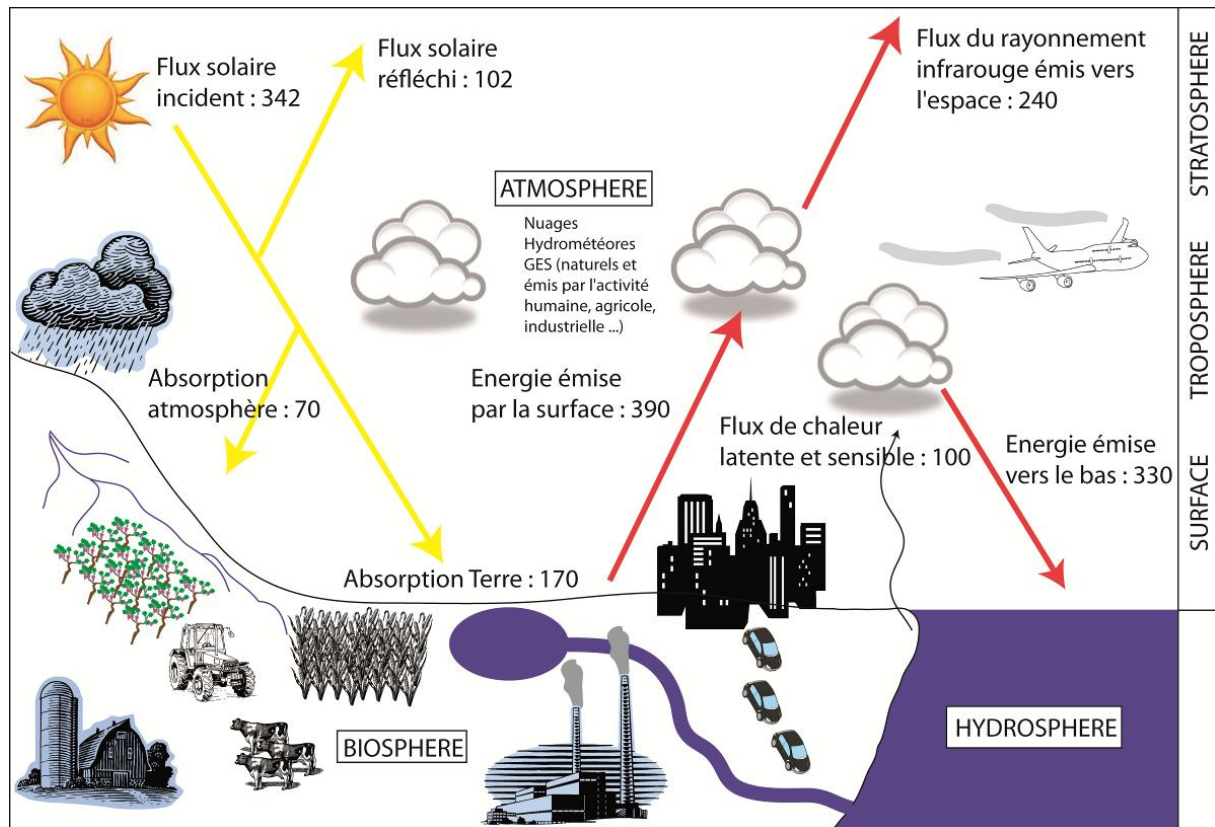 Flux solaire
incident : 342
Flux solaire
réfléchi : 102
Flux du rayonnement
infrarouge émis vers
l'espace : 240
STRATOSPHERE
ATMOSPHERE
Nuages
Hydrométéores
GES (naturels et
émis par l'activité
humaine, agricole,
industrielle ...)
TROPOSPHERE
Absorption
atmosphère : 70
Energie émise
par la surface : 390
Flux de chaleur
latente et sensible : 100
Energie émise
vers le bas : 330
SURFACE
Absorption Terre : 170
BIOSPHERE
HYDROSPHERE